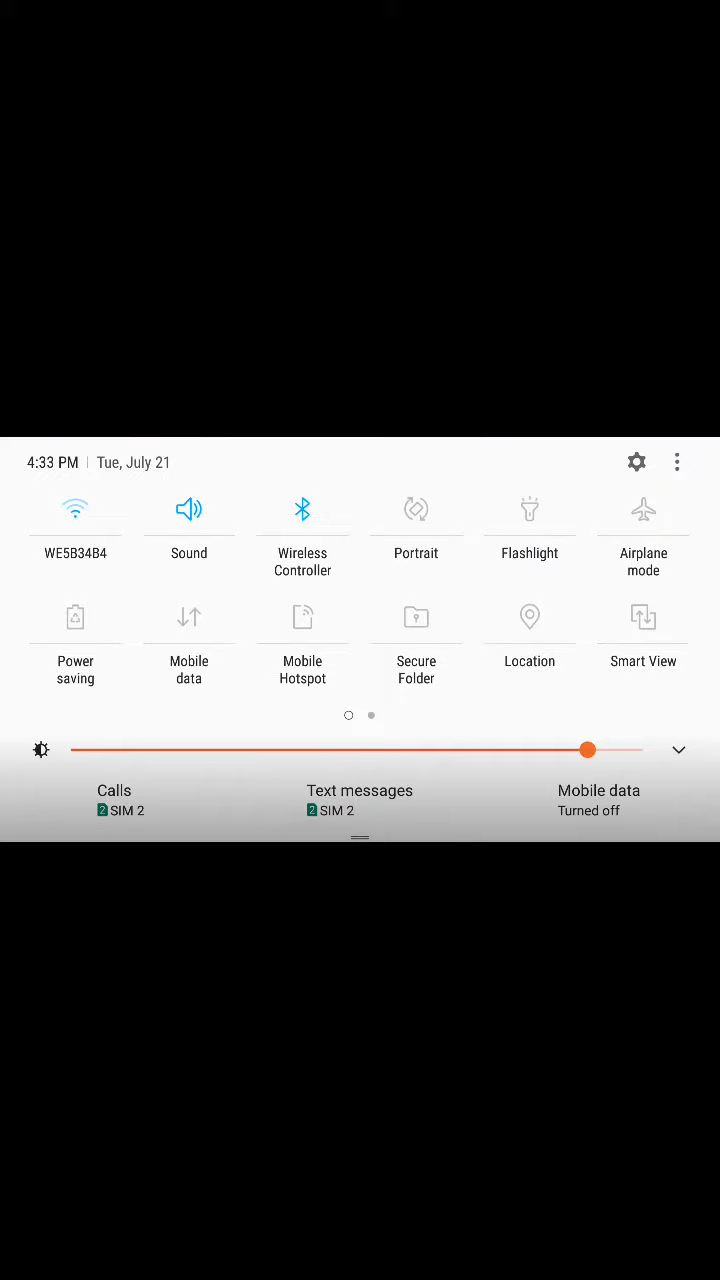 4:33 PM Tue, July 21
WE5B34B4 Sound Wireless Portrait Flashlight Airplane
Controller mode
Power Mobile Mobile Secure Location Smart View
saving data Hotspot Folder
Calls Text messages Mobile data
2 SIM 2 2 SIM 2 Turned off